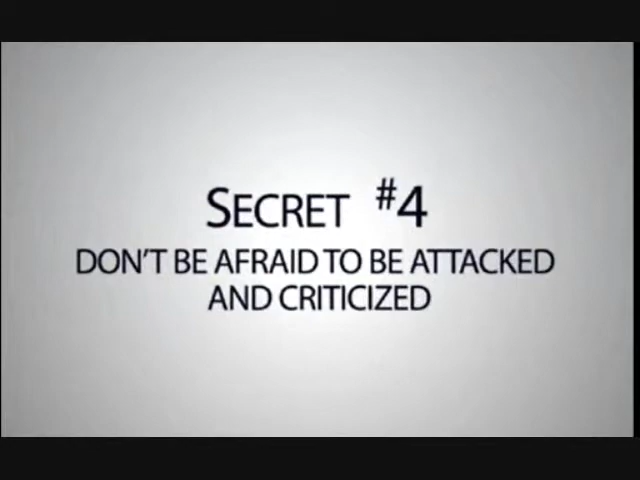 SECRET #4
DON'T BE AFRAID TO BE ATTACKED
AND CRITICIZED